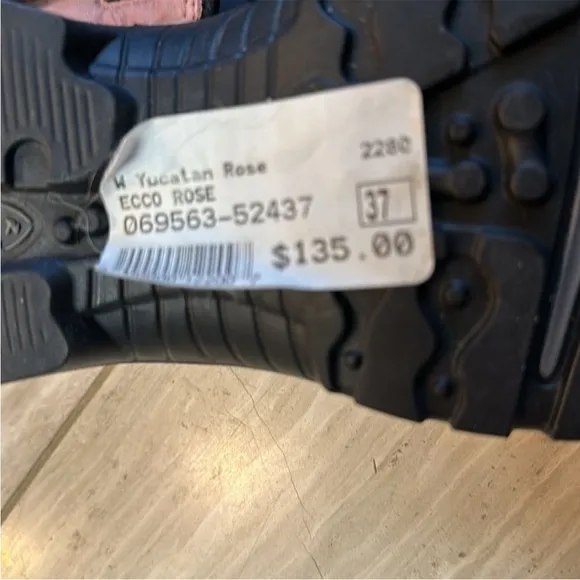 W Yucatan Rose 2280
ECCO ROSE
069563-52437 37
$135.00